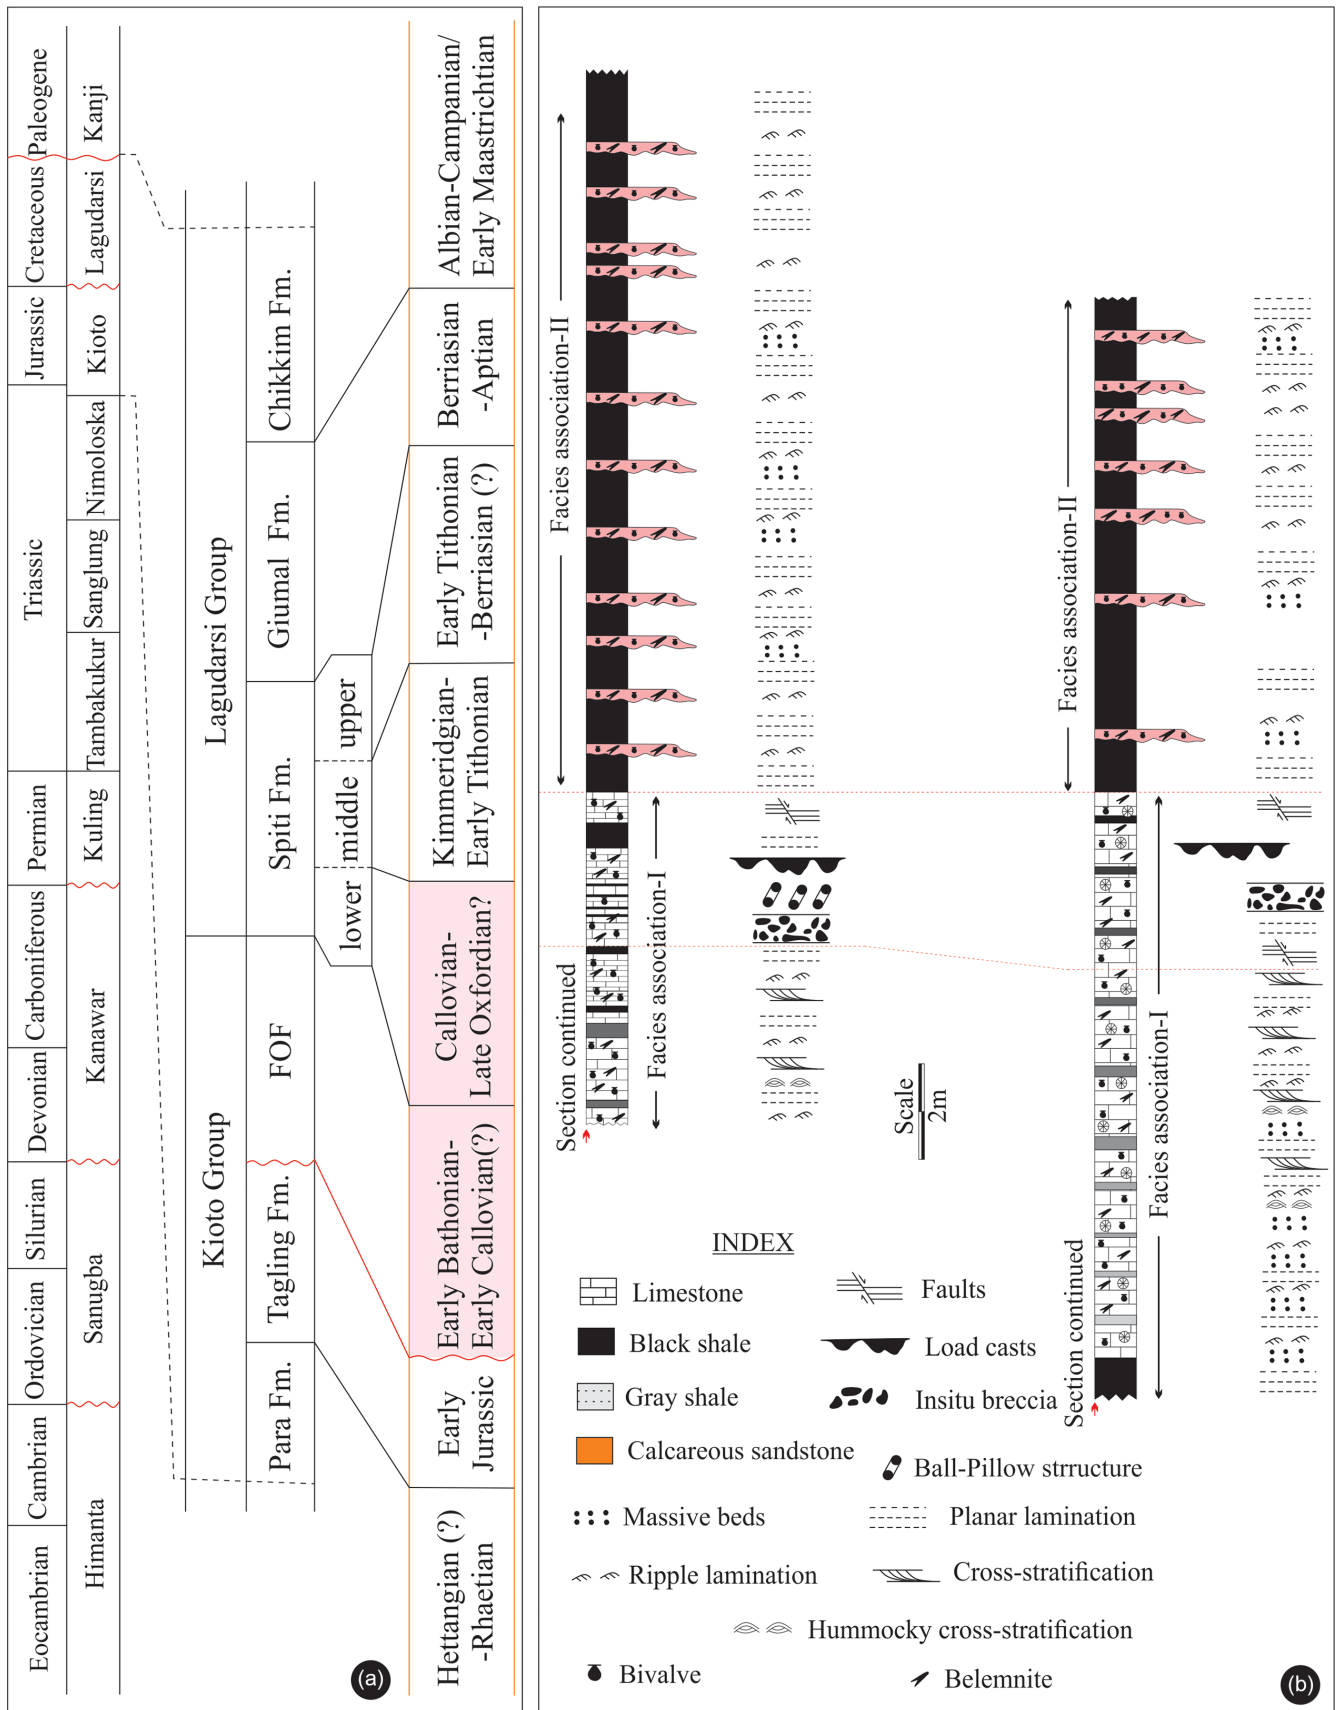 Paleogene
Cretaceous
Jurassic
Triassic
Permian
Carboniferous
Devonian
Silurian
Ordovician
Cambrian
Eocambrian
Kanji
Lagudarsi
Kioto
Nimoloska
Sanglung
Tambakukur
Kuling
Kanawar
Sanugba
Himanta
Lagudarsi Group
Kioto Group
Chikkim Fm.
Giumal Fm.
Spiti Fm.
FOF
Tagling Fm.
Para Fm.
upper
middle
lower
Albian-Campanian/
Early Maastrichtian
Berriasian
-Aptian
Early Tithonian
-Berriasian (?)
Kimmeridgian-
Early Tithonian
Callovian-
Late Oxfordian?
Early Bathonian-
Early Callovian(?)
Early
Jurassic
Hettangian (?)
-Rhaetian
(a)
Facies association-II
Facies association-I
Section continued
Scale
2m
Facies association-II
Facies association-I
Section continued
INDEX
Limestone
Faults
Black shale
Load casts
Gray shale
Insitu breccia
Calcareous sandstone
Ball-Pillow strructure
Massive beds
Planar lamination
Ripple lamination
Cross-stratification
Hummocky cross-stratification
Bivalve
Belemnite
(b)